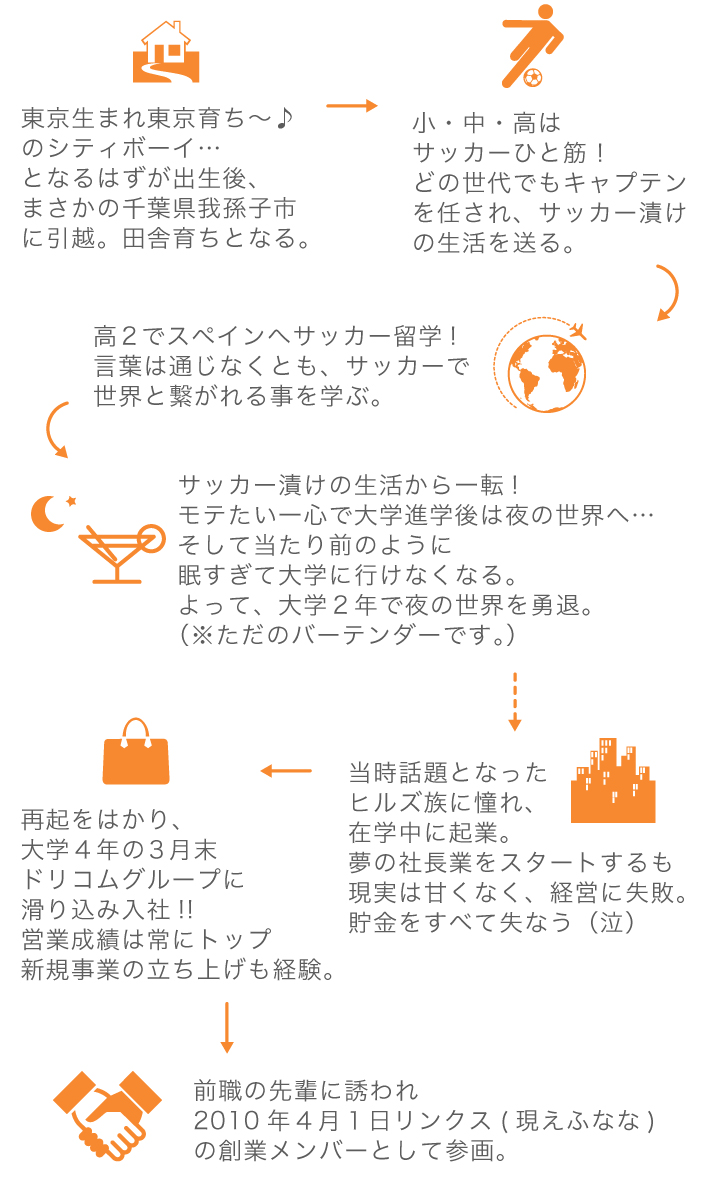 東京生まれ東京育ち〜♪
のシティボーイ…
となるはずが出生後、
まさかの千葉県我孫子市
に引越。田舎育ちとなる。
小・中・高は
サッカーひと筋！
どの世代でもキャプテン
を任され、サッカー漬け
の生活を送る。
高２でスペインへサッカー留学！
言葉は通じなくとも、サッカーで
世界と繋がれる事を学ぶ。
サッカー漬けの生活から一転！
モテたい一心で大学進学後は夜の世界へ…
そして当たり前のように
眠すぎて大学に行けなくなる。
よって、大学２年で夜の世界を勇退。
（※ただのバーテンダーです。）
当時話題となった
ヒルズ族に憧れ、
在学中に起業。
夢の社長業をスタートするも
現実は甘くなく、経営に失敗。
貯金をすべて失なう（泣）
再起をはかり、
大学４年の３月末
ドリコムグループに
滑り込み入社!!
営業成績は常にトップ
新規事業の立ち上げも経験。
前職の先輩に誘われ
2010年４月１日リンクス(現えふなな)
の創業メンバーとして参画。